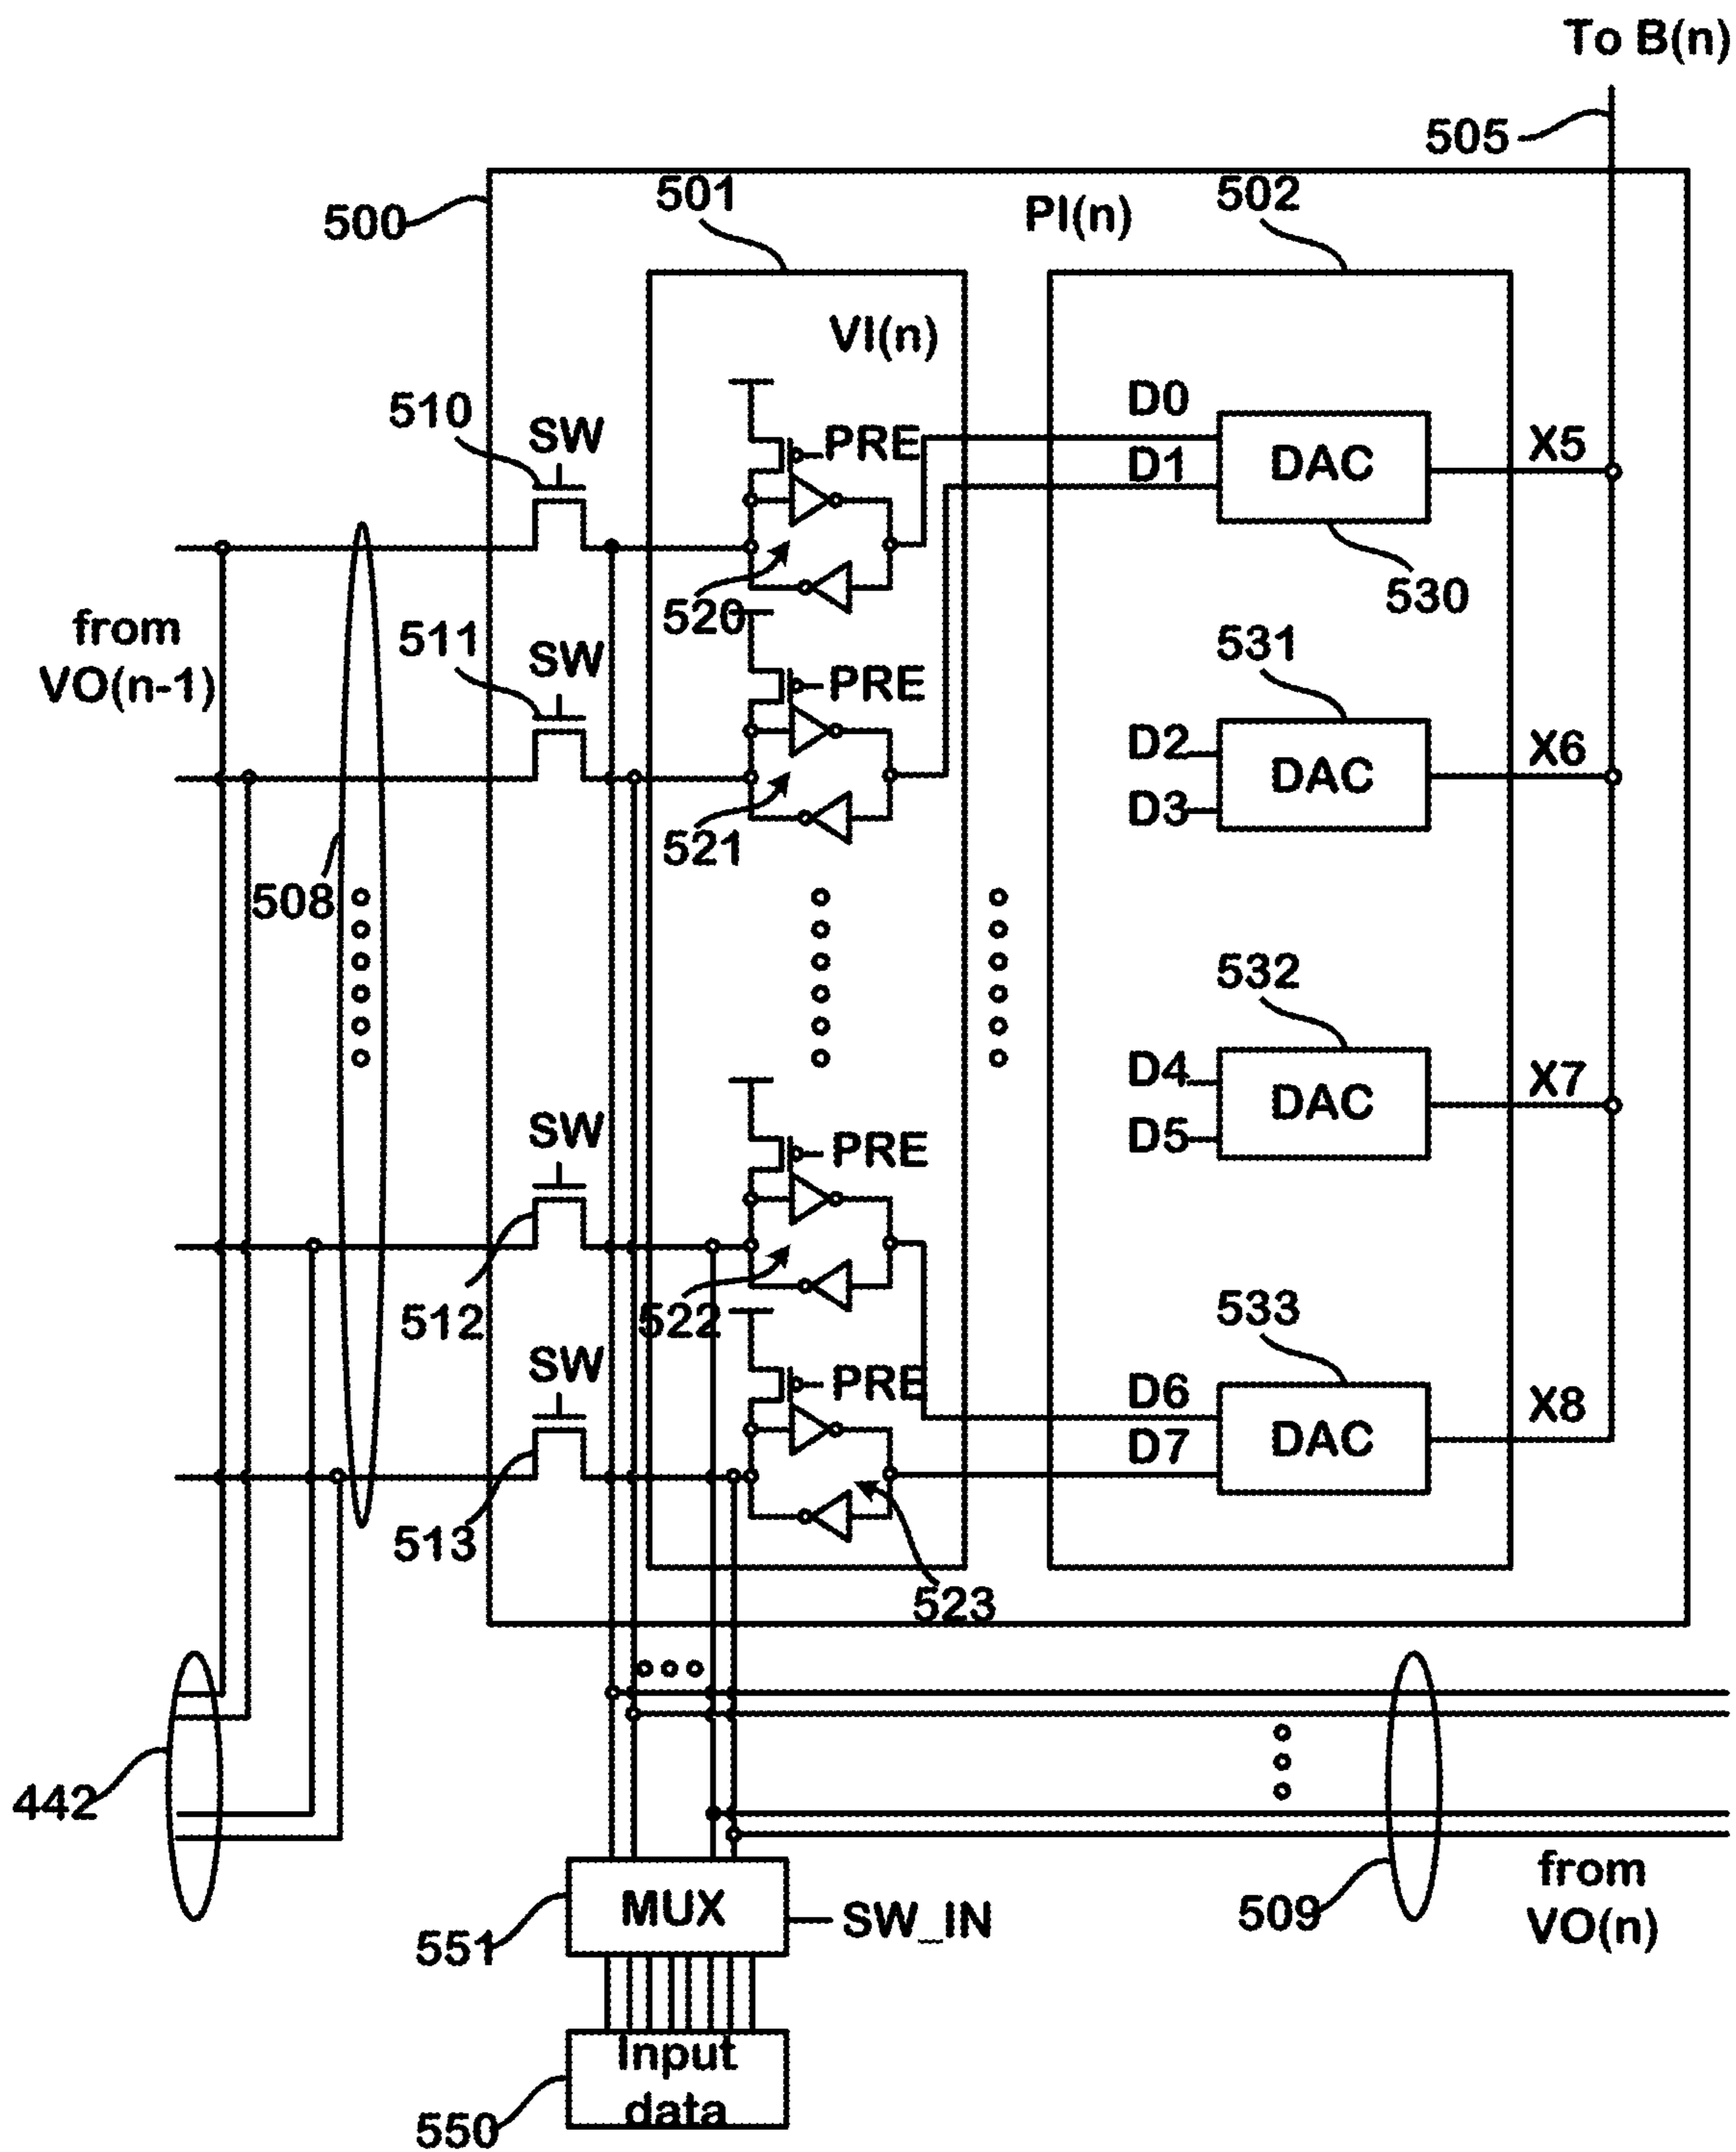 To B(n)
505
500
501
PI(n)
502
VI(n)
510
SW
PRE
D0
D1
DAC
X5
530
520
from
VO(n-1)
511
SW
PRE
521
508
531
D2
D3
DAC
X6
532
D4
D5
DAC
X7
SW
PRE
512
522
533
SW
PRE
D6
D7
DAC
X8
513
523
442
MUX
551
SW_IN
509
from
VO(n)
Input
data
550